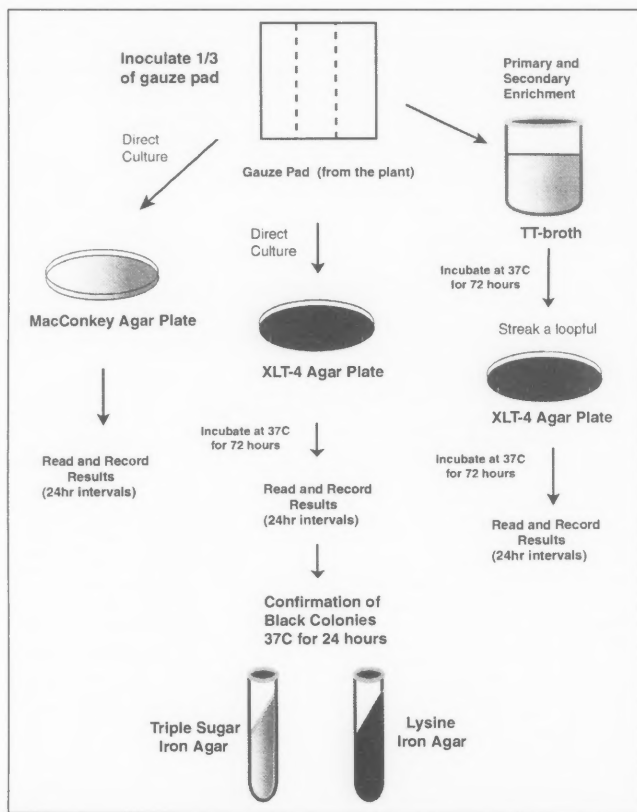 Inoculate 1/3
of gauze pad
Direct
Culture
Gauze Pad (from the plant)
Primary and
Secondary
Enrichment
TT-broth
MacConkey Agar Plate
Read and Record
Results
(24hr intervals)
Direct
Culture
XLT-4 Agar Plate
Incubate at 37C
for 72 hours
Read and Record
Results
(24hr intervals)
Confirmation of
Black Colonies
37C for 24 hours
Triple Sugar
Iron Agar
Lysine
Iron Agar
Incubate at 37C
for 72 hours
Streak a loopful
XLT-4 Agar Plate
Incubate at 37C
for 72 hours
Read and Record
Results
(24hr intervals)